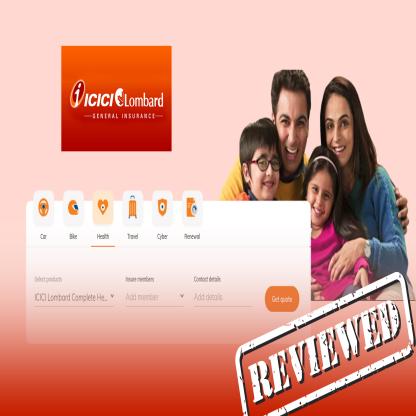 ICICI Lombard
GENERAL INSURANCE
Car Bike Health Travel Cyber Renewal
Select products Insure members Contact details
ICICI Lombard Complete He... Add member Add details Get quote
REVIEWED